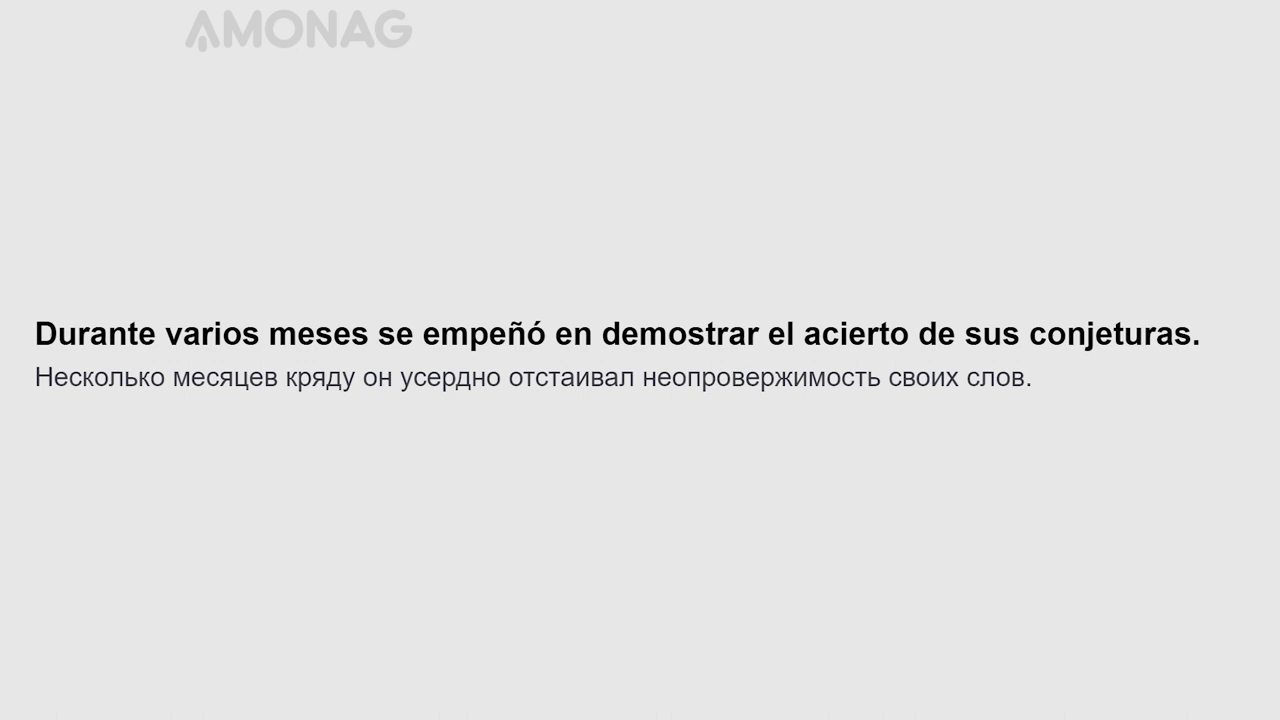 AMONAG
Durante varios meses se empeñó en demostrar el acierto de sus conjeturas.
Несколько месяцев кряду он усердно отстаивал неопровержимость своих слов.